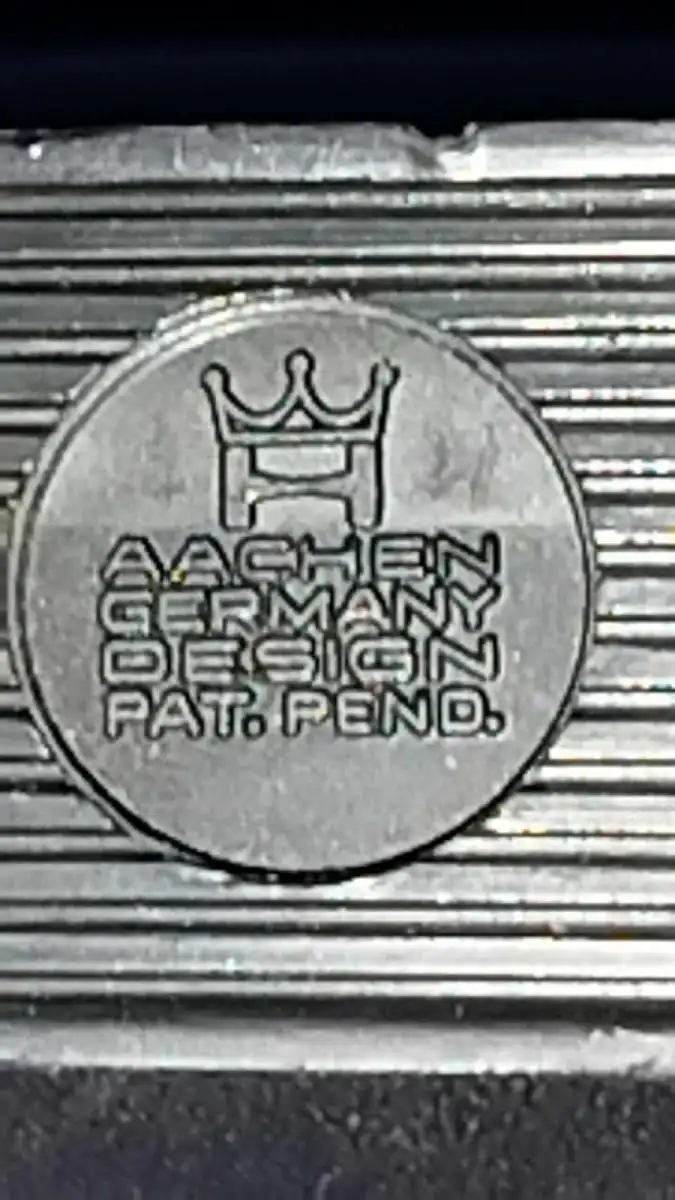 AACHEN
GERMANY
DESIGN
PAT. PEND.